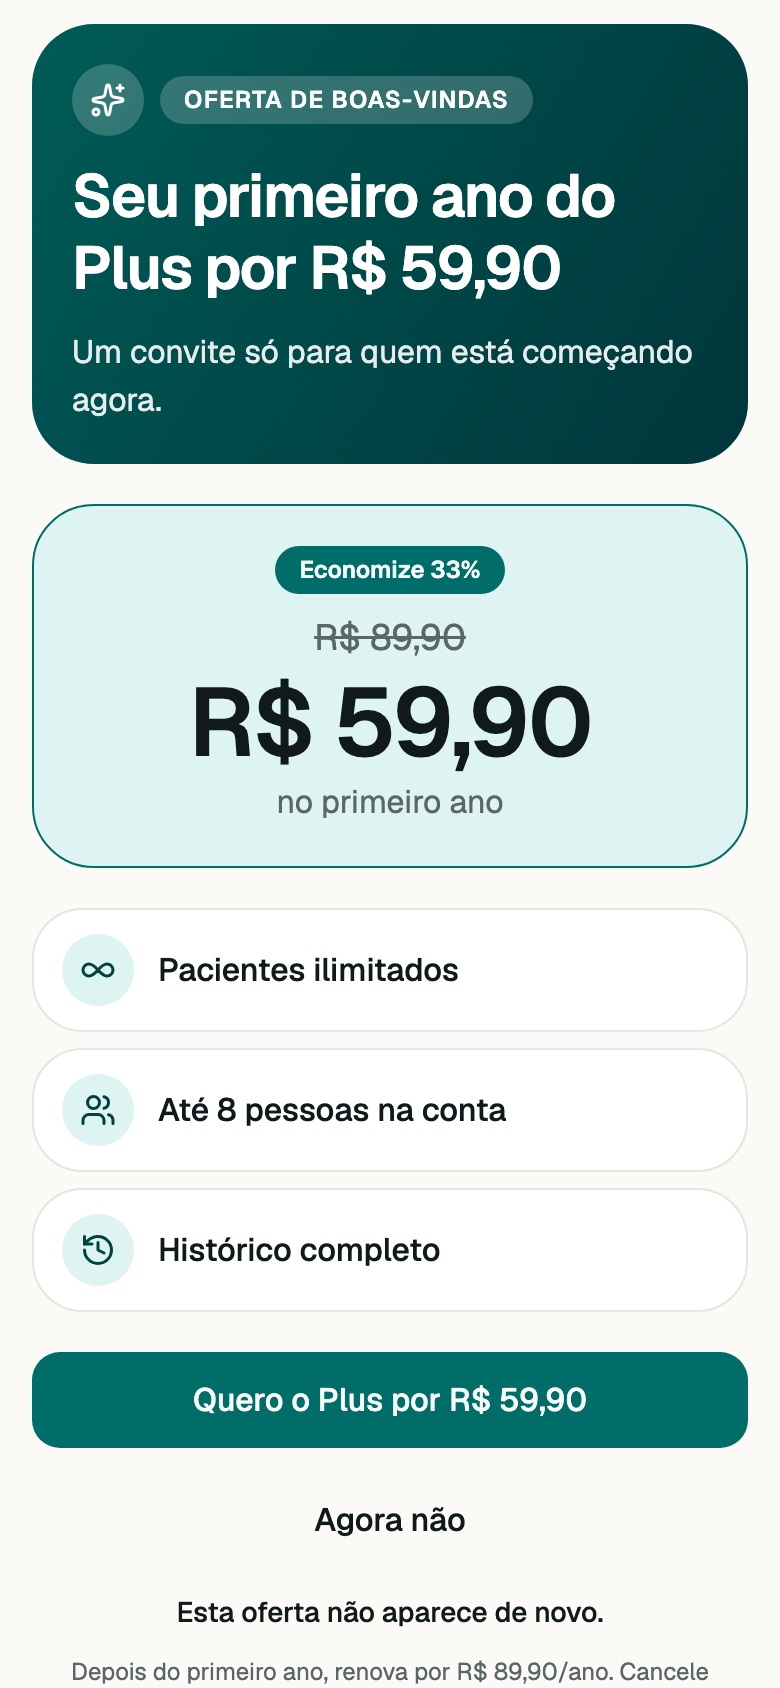 OFERTA DE BOAS-VINDAS
Seu primeiro ano do
Plus por R$ 59,90
Um convite só para quem está começando
agora.
Economize 33%
R$ 89,90
R$ 59,90
no primeiro ano
Pacientes ilimitados
Até 8 pessoas na conta
Histórico completo
Quero o Plus por R$ 59,90
Agora não
Esta oferta não aparece de novo.
Depois do primeiro ano, renova por R$ 89,90/ano. Cancele